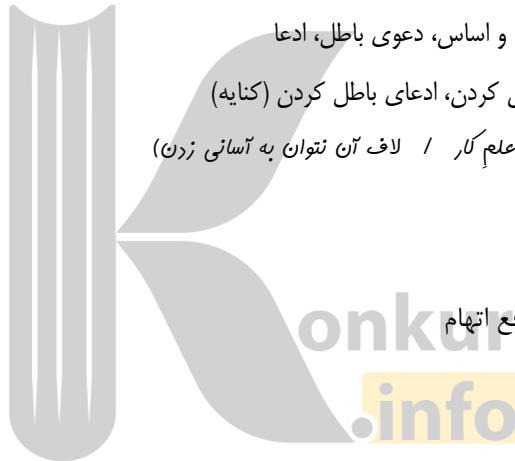 و اساس، دعوی باطل، ادعا
کردن، ادعای باطل کردن (کنایه)
علمِ کار / لاف آن نتوان به آسانی زدن)
اتهام
onkur
.info